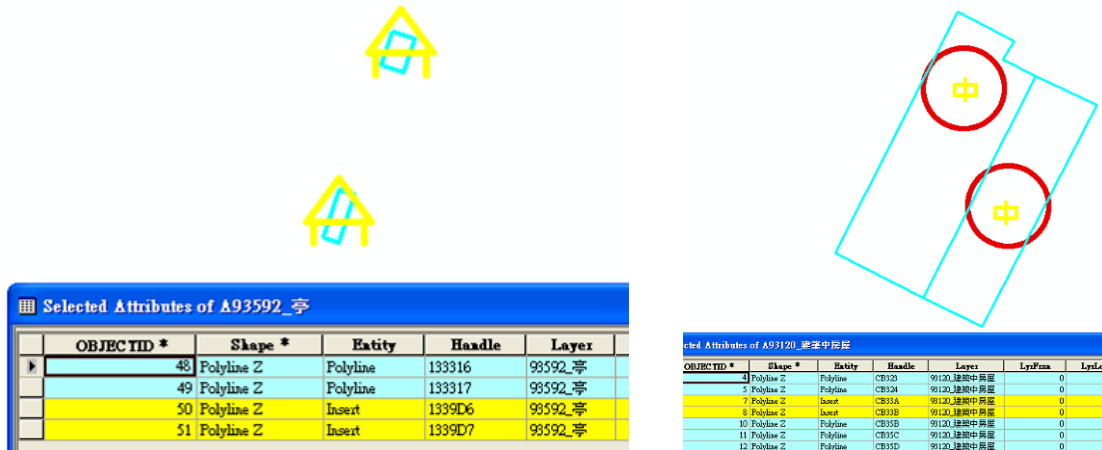 中
中
Selected Attributes of A93592_亭
OBJECTID * Shape * Entity Handle Layer
48 Polyline Z Polyline 133316 93592_亭
49 Polyline Z Polyline 133317 93592_亭
50 Polyline Z Insert 1339D6 93592_亭
51 Polyline Z Insert 1339D7 93592_亭
cted Attributes of A93120_建築中房屋
OBJECTID * Shape * Entity Handle Layer LyrFrzn
4 Polyline Z Polyline CB323 93120_建築中房屋 0
5 Polyline Z Polyline CB324 93120_建築中房屋 0
7 Polyline Z Insert CB33A 93120_建築中房屋 0
8 Polyline Z Insert CB33B 93120_建築中房屋 0
10 Polyline Z Polyline CB35B 93120_建築中房屋 0
11 Polyline Z Polyline CB35C 93120_建築中房屋 0
12 Polyline Z Polyline CB35D 93120_建築中房屋 0